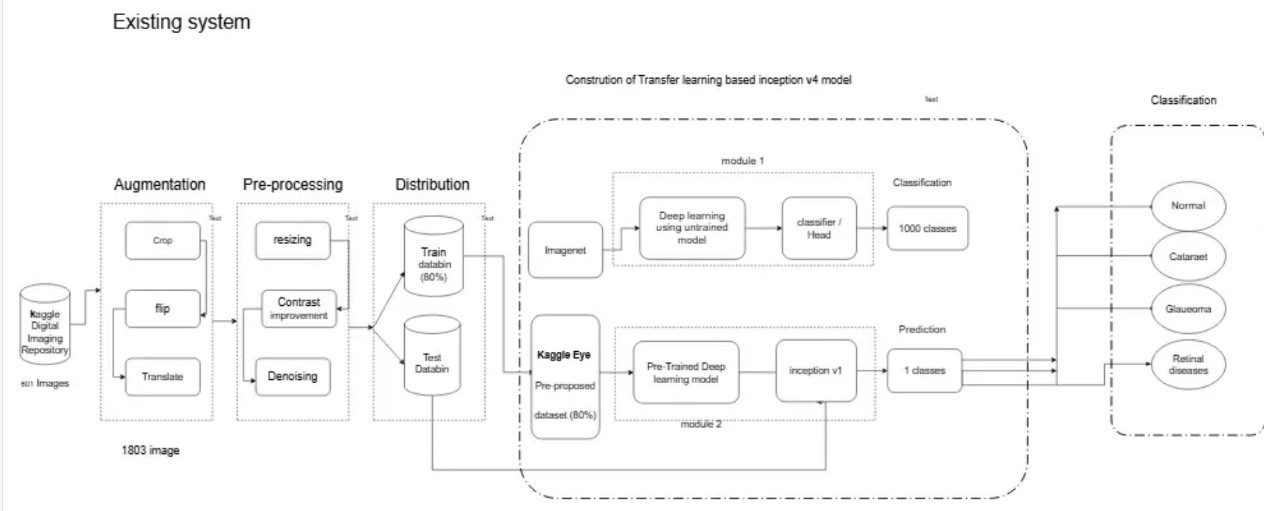 Existing system
Constrution of Transfer learning based inception v4 model
Text
Classification
module 1
Augmentation
Pre-processing
Distribution
Classification
Text
Text
Text
Crop
resizing
Train
databin
(80%)
Imagenet
Deep learning
using untrained
model
classifier /
Head
1000 classes
Normal
Cataraet
Kaggle
Digital
Imaging
Repository
flip
Contrast
improvement
Glaueoma
Prediction
Test
Databin
Kaggle Eye
Pre-proposed
dataset (80%)
Pre-Trained Deep
learning model
inception v1
1 classes
Retinal
diseases
Translate
Denoising
601 Images
module 2
1803 image